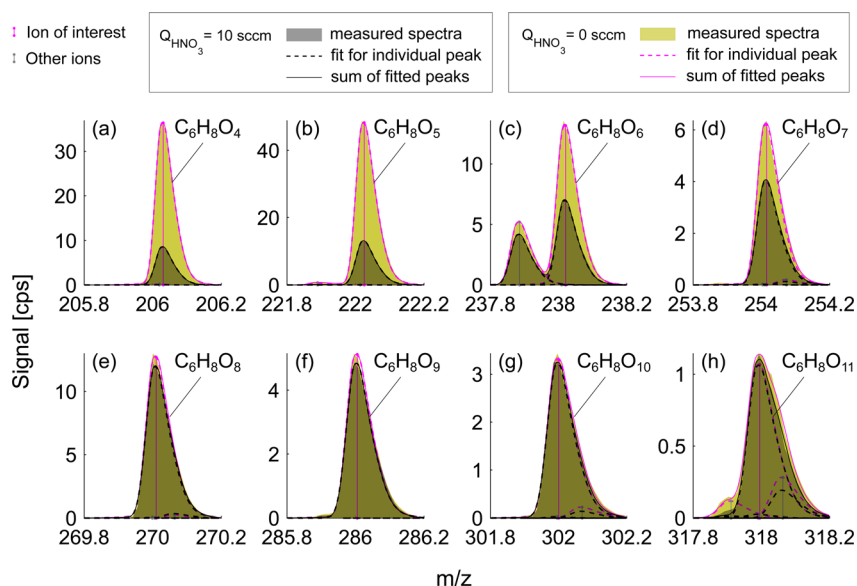 Ion of interest
Other ions
Q_HNO₃ = 10 sccm
measured spectra
fit for individual peak
sum of fitted peaks
Q_HNO₃ = 0 sccm
measured spectra
fit for individual peak
sum of fitted peaks
Signal [cps]
(a) C₆H₈O₄
30
20
10
0
205.8 206 206.2
(b) C₆H₈O₅
40
20
0
221.8 222 222.2
(c) C₆H₈O₆
10
5
0
237.8 238 238.2
(d) C₆H₈O₇
6
4
2
0
253.8 254 254.2
(e) C₆H₈O₈
10
5
0
269.8 270 270.2
(f) C₆H₈O₉
4
2
0
285.8 286 286.2
(g) C₆H₈O₁₀
3
2
1
0
301.8 302 302.2
(h) C₆H₈O₁₁
1
0.5
0
317.8 318 318.2
m/z